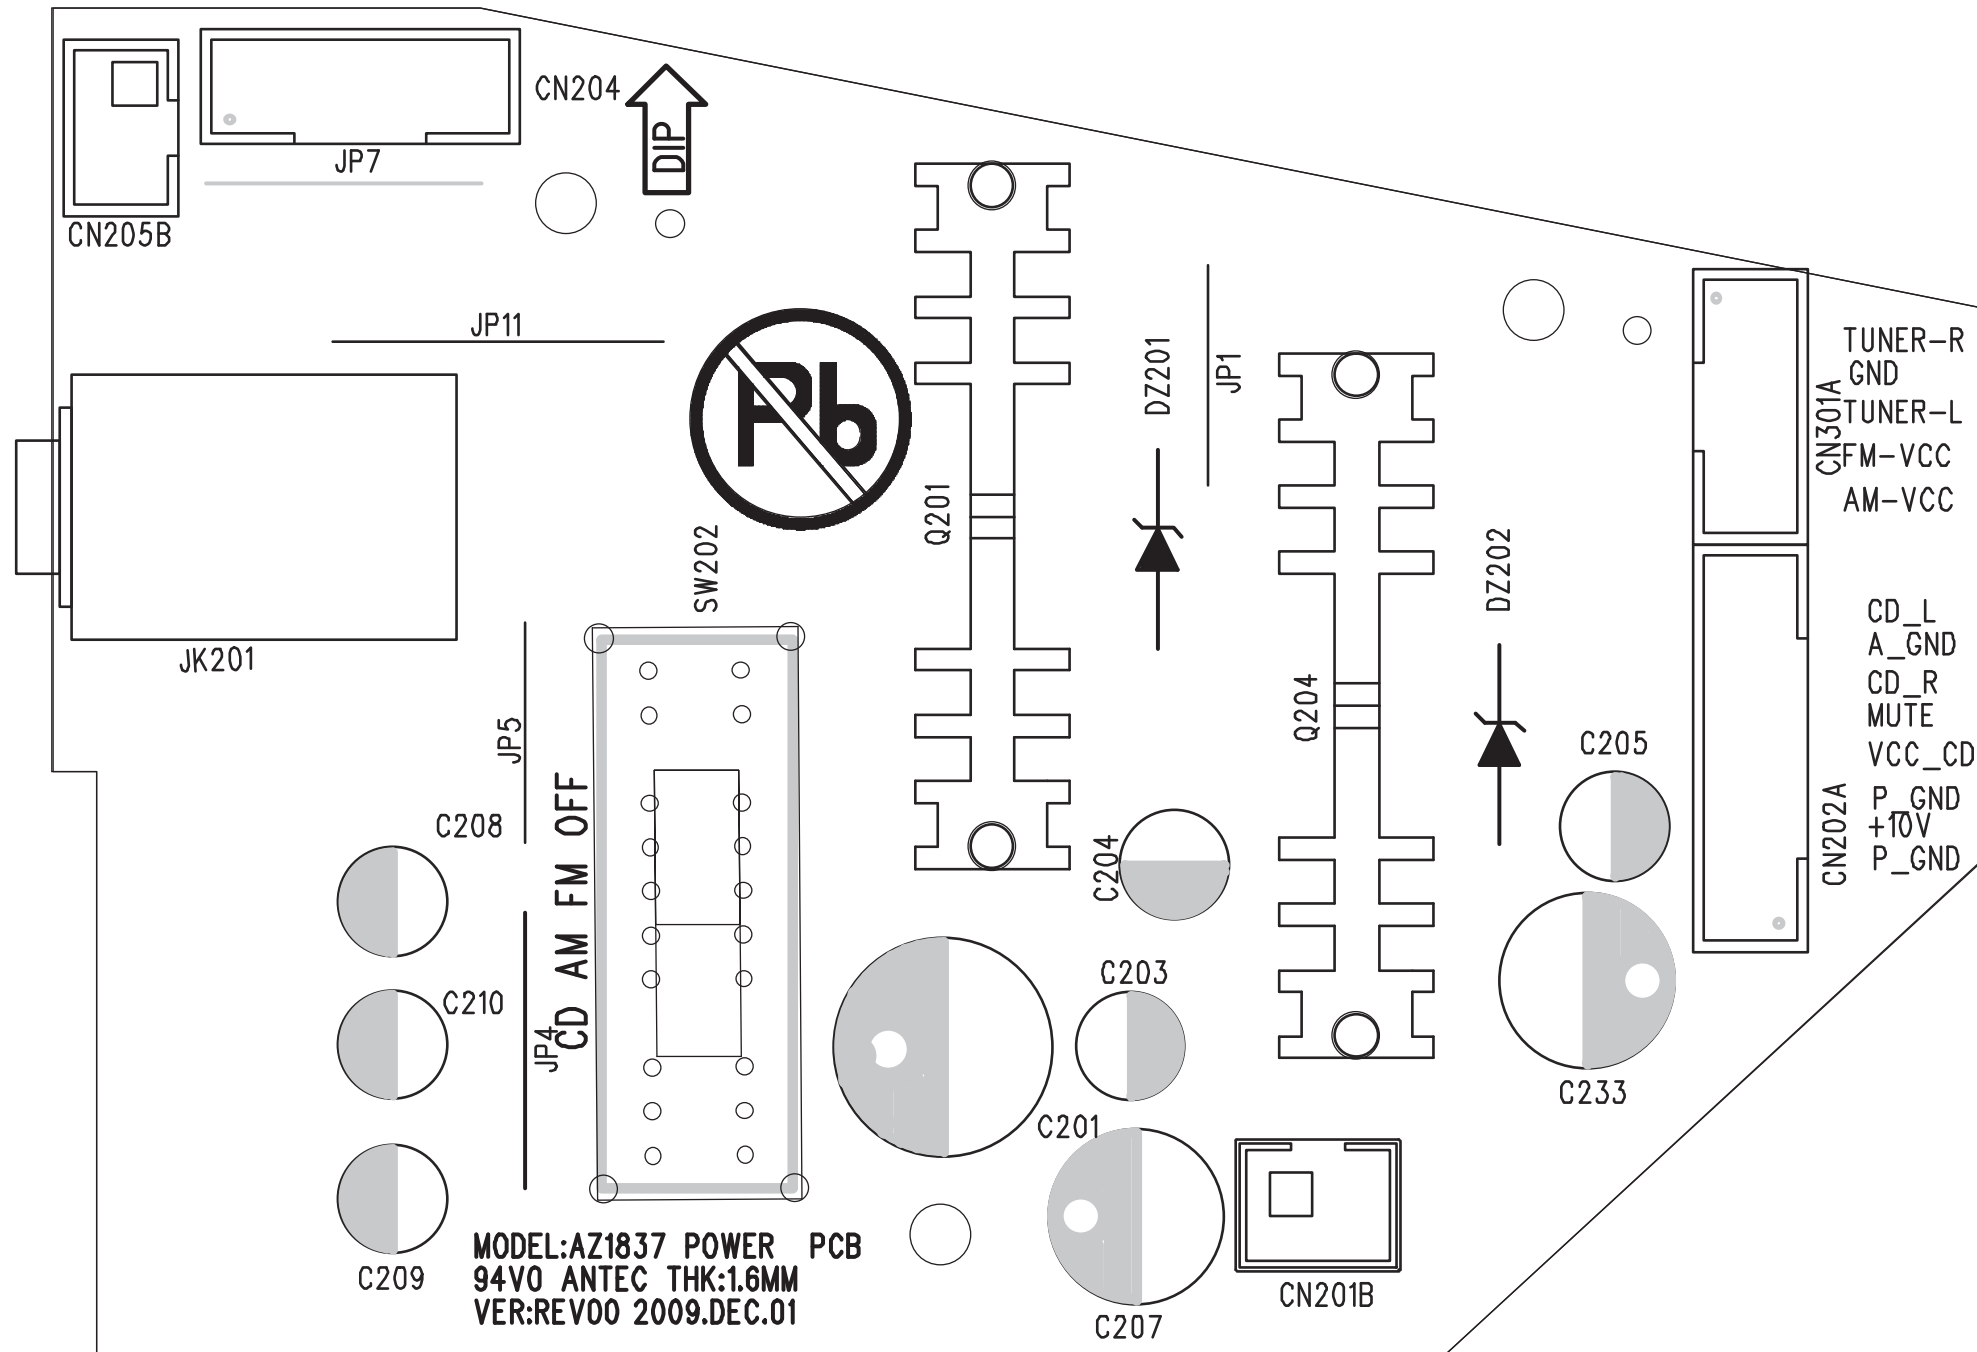 CN204
DIP
JP7
CN205B
JP11
Pb
DZ201
JP1
TUNER-R
GND
TUNER-L
FM-VCC
AM-VCC
CN301A
Q201
SW202
DZ202
JK201
CD_L
A_GND
CD_R
MUTE
VCC_CD
P_GND
+10V
P_GND
CN202A
Q204
JP5
C205
C208
CD AM FM OFF
C204
C210
JP4
C203
C233
C201
C209
MODEL:AZ1837 POWER PCB
94V0 ANTEC THK:1.6MM
VER:REV00 2009.DEC.01
CN201B
C207